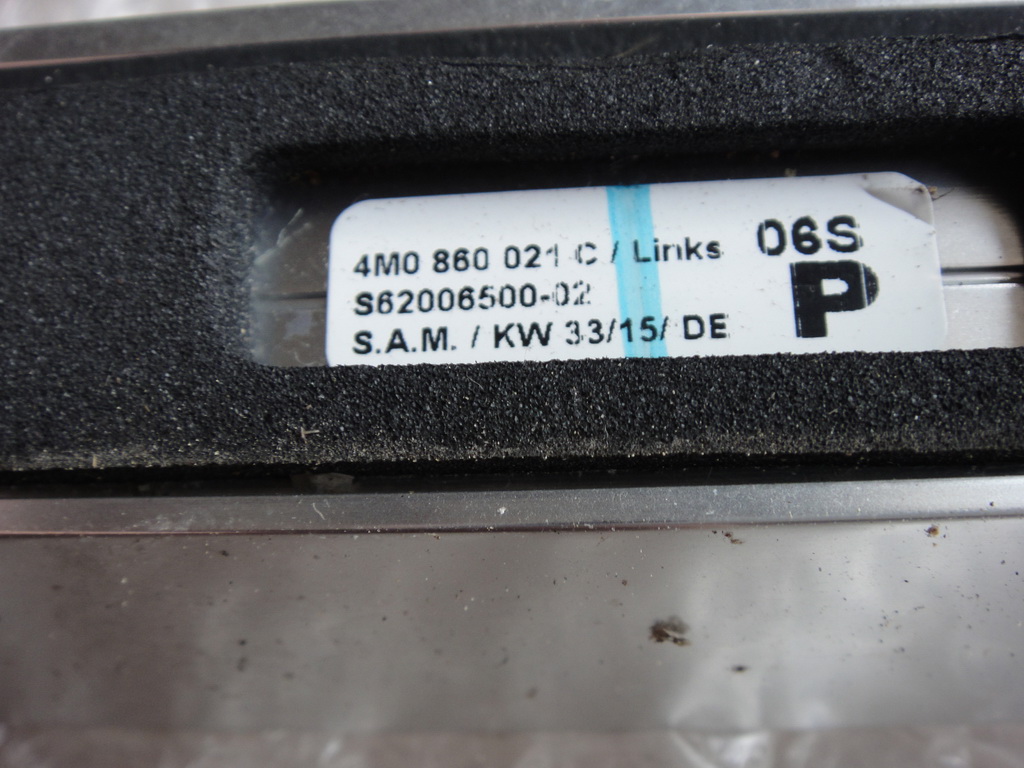 4M0 860 021 C / Links
S62006500-02
S.A.M. / KW 33/15/ DE
06S
P